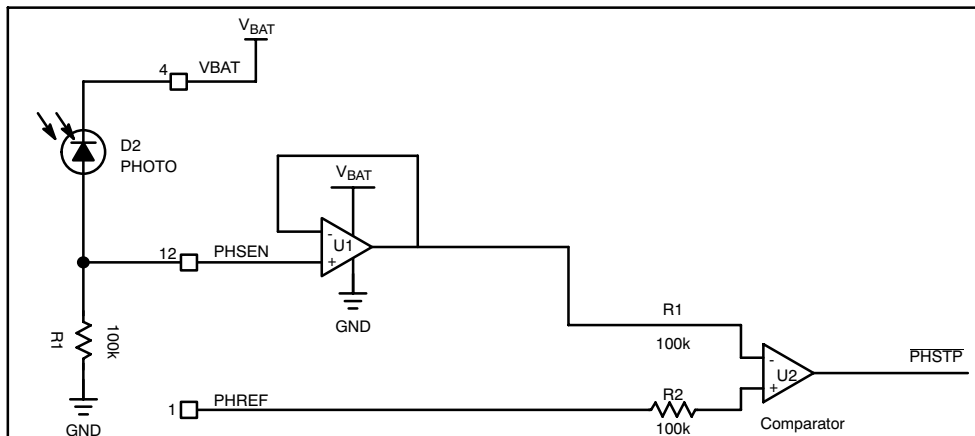 VBAT
4
VBAT
D2
PHOTO
VBAT
-
+
U1
12
PHSEN
GND
R1
100k
GND
R1
100k
-
+
U2
PHSTP
Comparator
1
PHREF
R2
100k